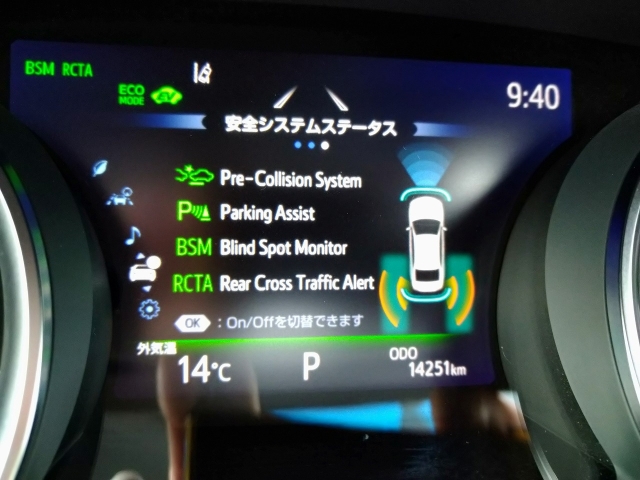 BSM RCTA
ECO MODE EV
9:40
安全システムステータス
Pre-Collision System
P Parking Assist
BSM Blind Spot Monitor
RCTA Rear Cross Traffic Alert
OK : On/Offを切替できます
外気温
14℃ P ODO 14251km